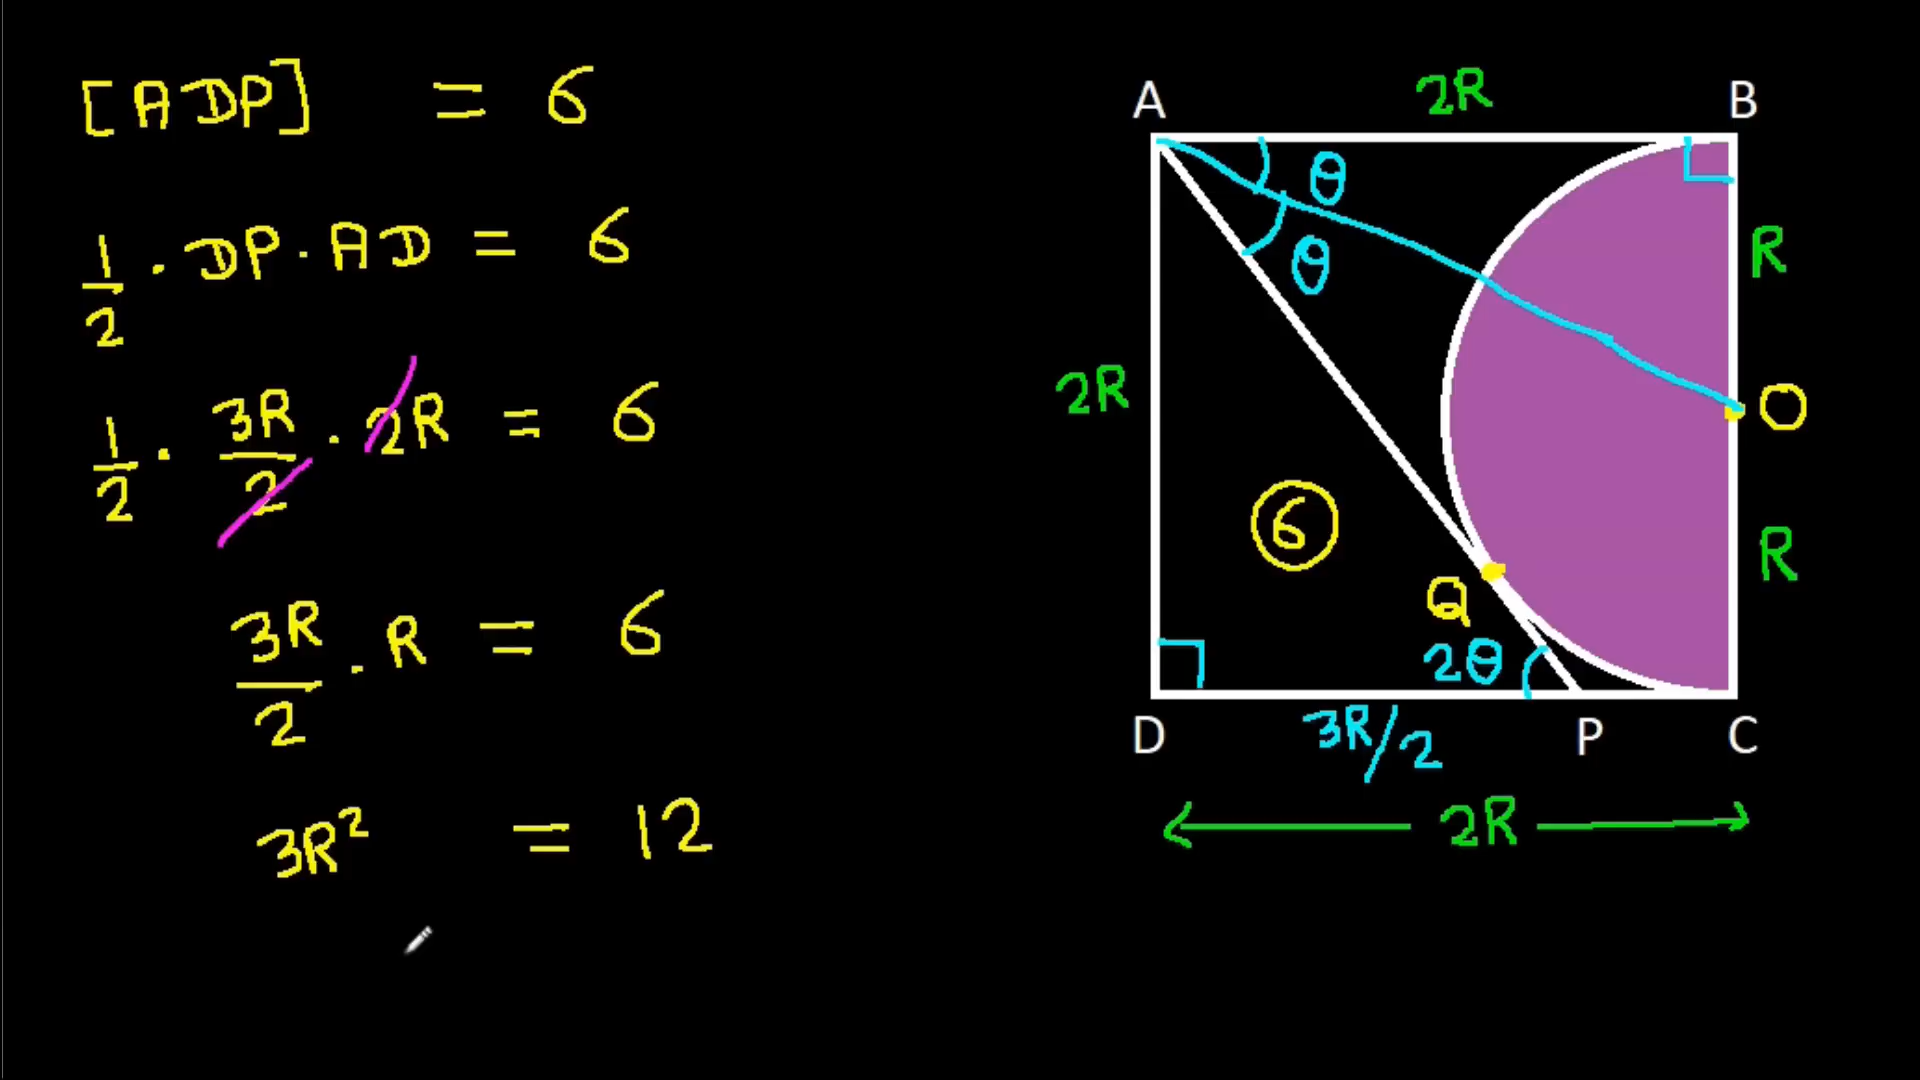 [ADP] = 6
1/2 · DP · AD = 6
1/2 · 3R/2 · 2R = 6
3R/2 · R = 6
3R² = 12
A 2R B
θ
θ
R
2R
O
6
R
Q
2θ
D 3R/2 P C
2R